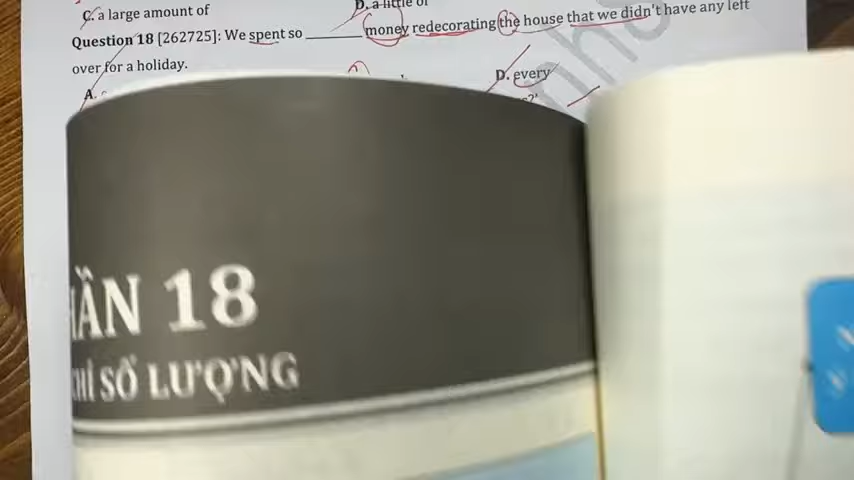 C. a large amount of
D. a little of
Question 18 [262725]: We spent so ________ money redecorating the house that we didn't have any left
over for a holiday.
A.
D. every
ẦN 18
HỈ SỐ LƯỢNG